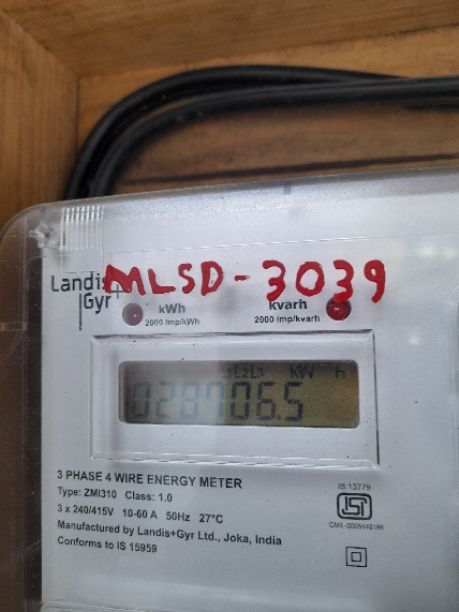 Landis+
Gyr+
MLSD-3039
kWh
2000 imp/kWh
kvarh
2000 imp/kvarh
L2L3 kW h
028706.5
3 PHASE 4 WIRE ENERGY METER
Type: ZMI310 Class: 1.0
3 x 240/415V 10-60 A 50Hz 27°C
Manufactured by Landis+Gyr Ltd., Joka, India
Conforms to IS 15959
IS:13779
ISI